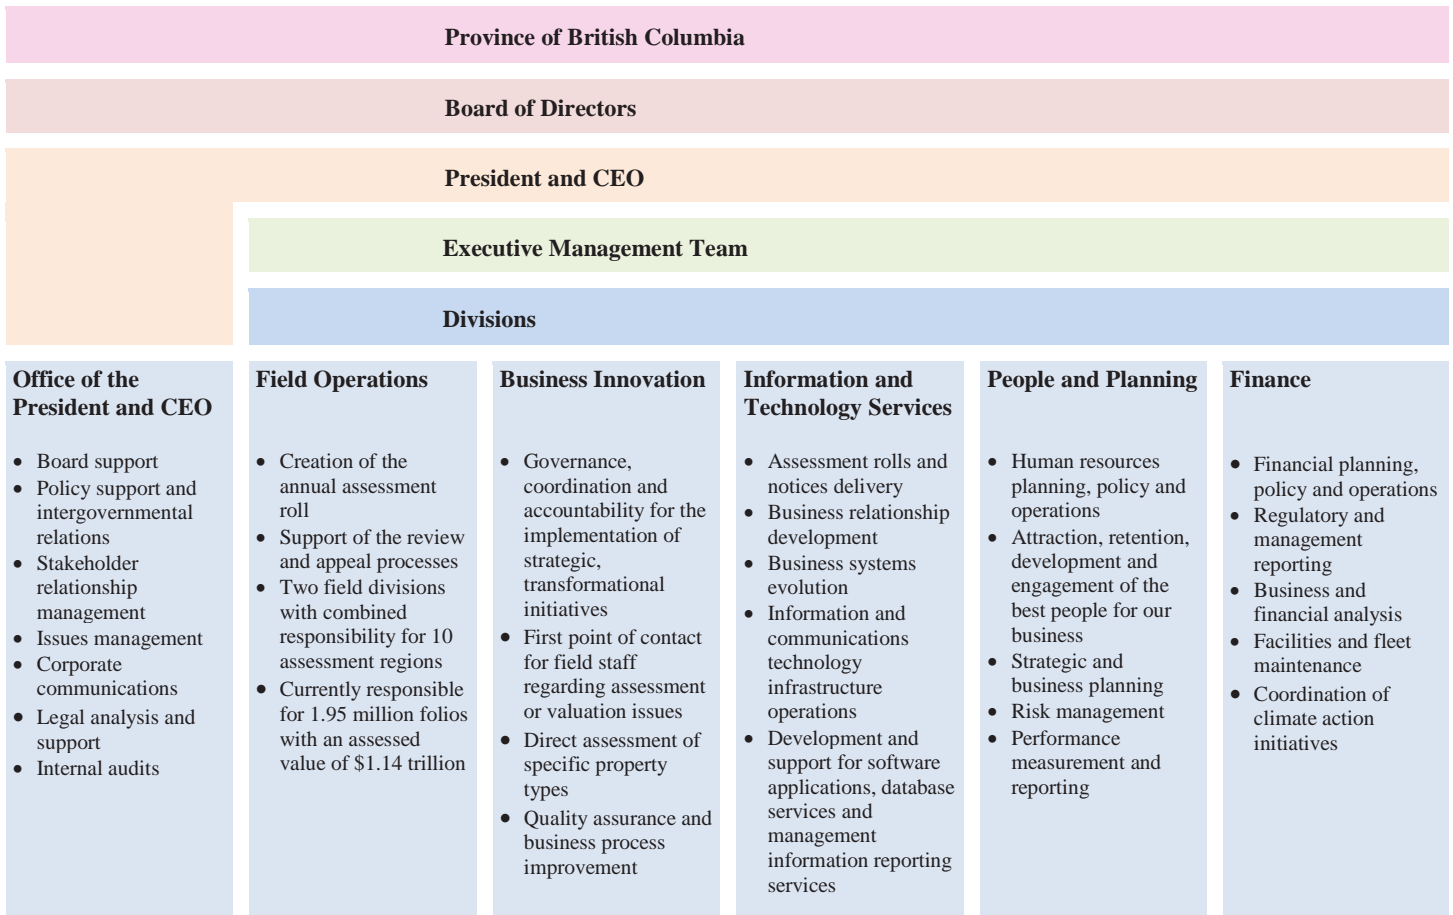 Province of British Columbia
Board of Directors
President and CEO
Executive Management Team
Divisions
Office of the
President and CEO
• Board support
• Policy support and
intergovernmental
relations
• Stakeholder
relationship
management
• Issues management
• Corporate
communications
• Legal analysis and
support
• Internal audits
Field Operations
• Creation of the
annual assessment
roll
• Support of the review
and appeal processes
• Two field divisions
with combined
responsibility for 10
assessment regions
• Currently responsible
for 1.95 million folios
with an assessed
value of $1.14 trillion
Business Innovation
• Governance,
coordination and
accountability for the
implementation of
strategic,
transformational
initiatives
• First point of contact
for field staff
regarding assessment
or valuation issues
• Direct assessment of
specific property
types
• Quality assurance and
business process
improvement
Information and
Technology Services
• Assessment rolls and
notices delivery
• Business relationship
development
• Business systems
evolution
• Information and
communications
technology
infrastructure
operations
• Development and
support for software
applications, database
services and
management
information reporting
services
People and Planning
• Human resources
planning, policy and
operations
• Attraction, retention,
development and
engagement of the
best people for our
business
• Strategic and
business planning
• Risk management
• Performance
measurement and
reporting
Finance
• Financial planning,
policy and operations
• Regulatory and
management
reporting
• Business and
financial analysis
• Facilities and fleet
maintenance
• Coordination of
climate action
initiatives